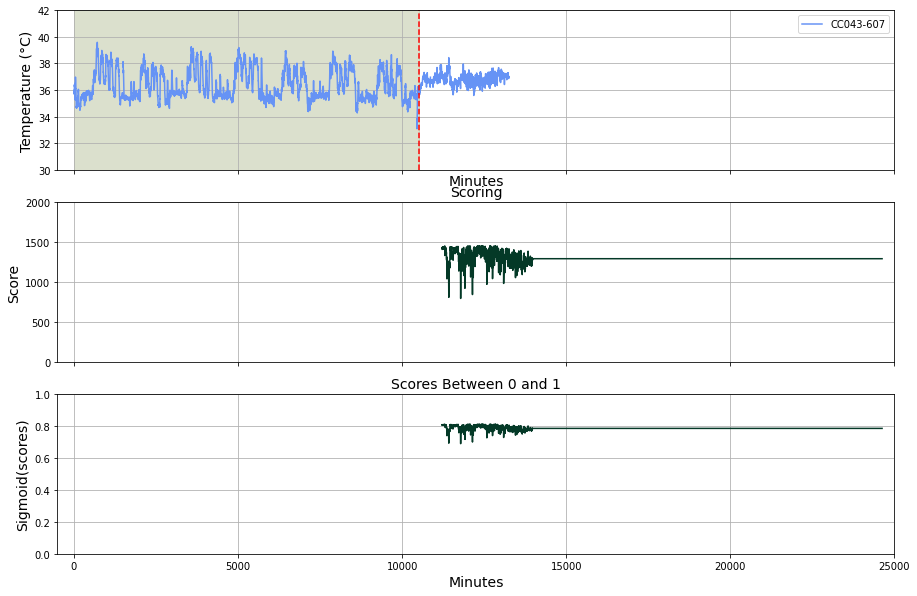 42
40
38
36
34
32
30
Temperature (°C)
CC043-607
Minutes
Scoring
2000
1500
1000
500
0
Score
Scores Between 0 and 1
1.0
0.8
0.6
0.4
0.2
0.0
Sigmoid(scores)
0 5000 10000 15000 20000 25000
Minutes